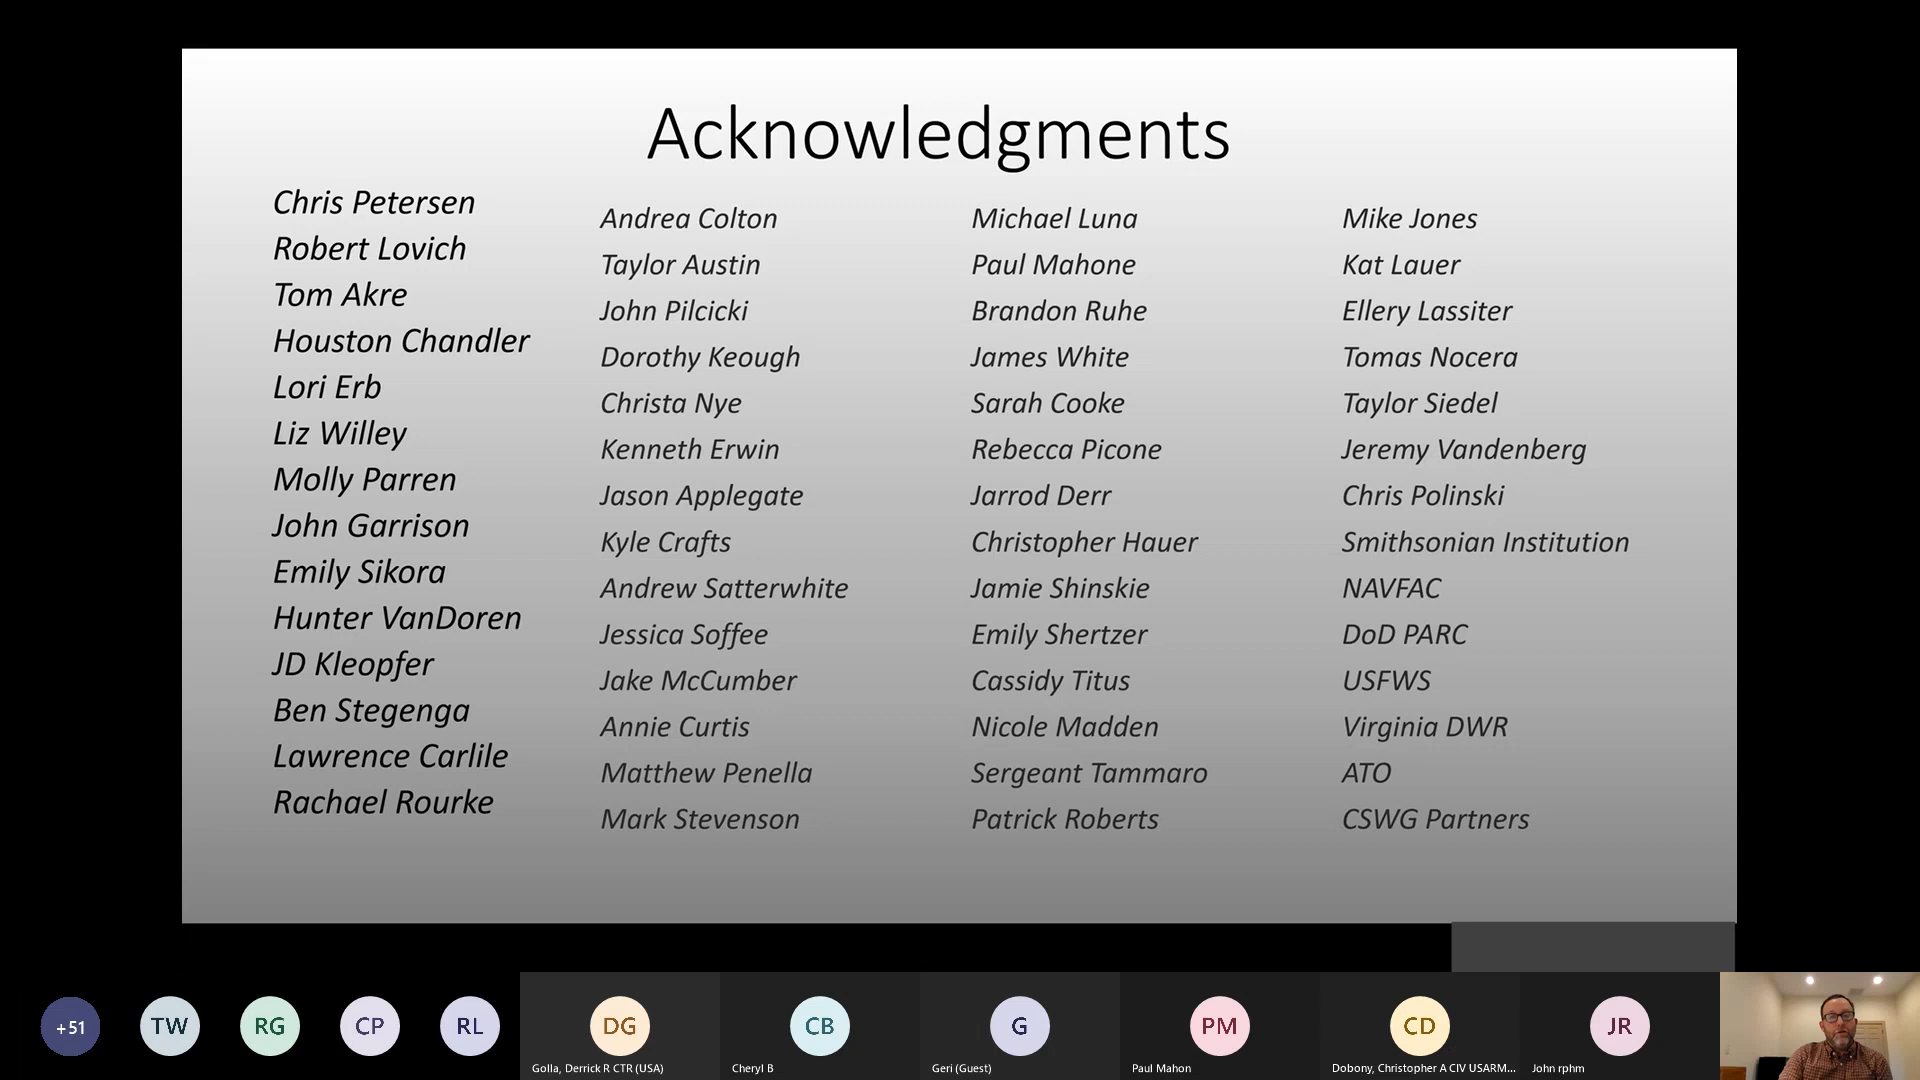 Acknowledgments
Chris Petersen
Robert Lovich
Tom Akre
Houston Chandler
Lori Erb
Liz Willey
Molly Parren
John Garrison
Emily Sikora
Hunter VanDoren
JD Kleopfer
Ben Stegenga
Lawrence Carlile
Rachael Rourke
Andrea Colton
Taylor Austin
John Pilcicki
Dorothy Keough
Christa Nye
Kenneth Erwin
Jason Applegate
Kyle Crafts
Andrew Satterwhite
Jessica Soffee
Jake McCumber
Annie Curtis
Matthew Penella
Mark Stevenson
Michael Luna
Paul Mahone
Brandon Ruhe
James White
Sarah Cooke
Rebecca Picone
Jarrod Derr
Christopher Hauer
Jamie Shinskie
Emily Shertzer
Cassidy Titus
Nicole Madden
Sergeant Tammaro
Patrick Roberts
Mike Jones
Kat Lauer
Ellery Lassiter
Tomas Nocera
Taylor Siedel
Jeremy Vandenberg
Chris Polinski
Smithsonian Institution
NAVFAC
DoD PARC
USFWS
Virginia DWR
ATO
CSWG Partners
+51
TW
RG
CP
RL
DG
Golla, Derrick R CTR (USA)
CB
Cheryl B
G
Geri (Guest)
PM
Paul Mahon
CD
Dobony, Christopher A CIV USARM...
JR
John rphm